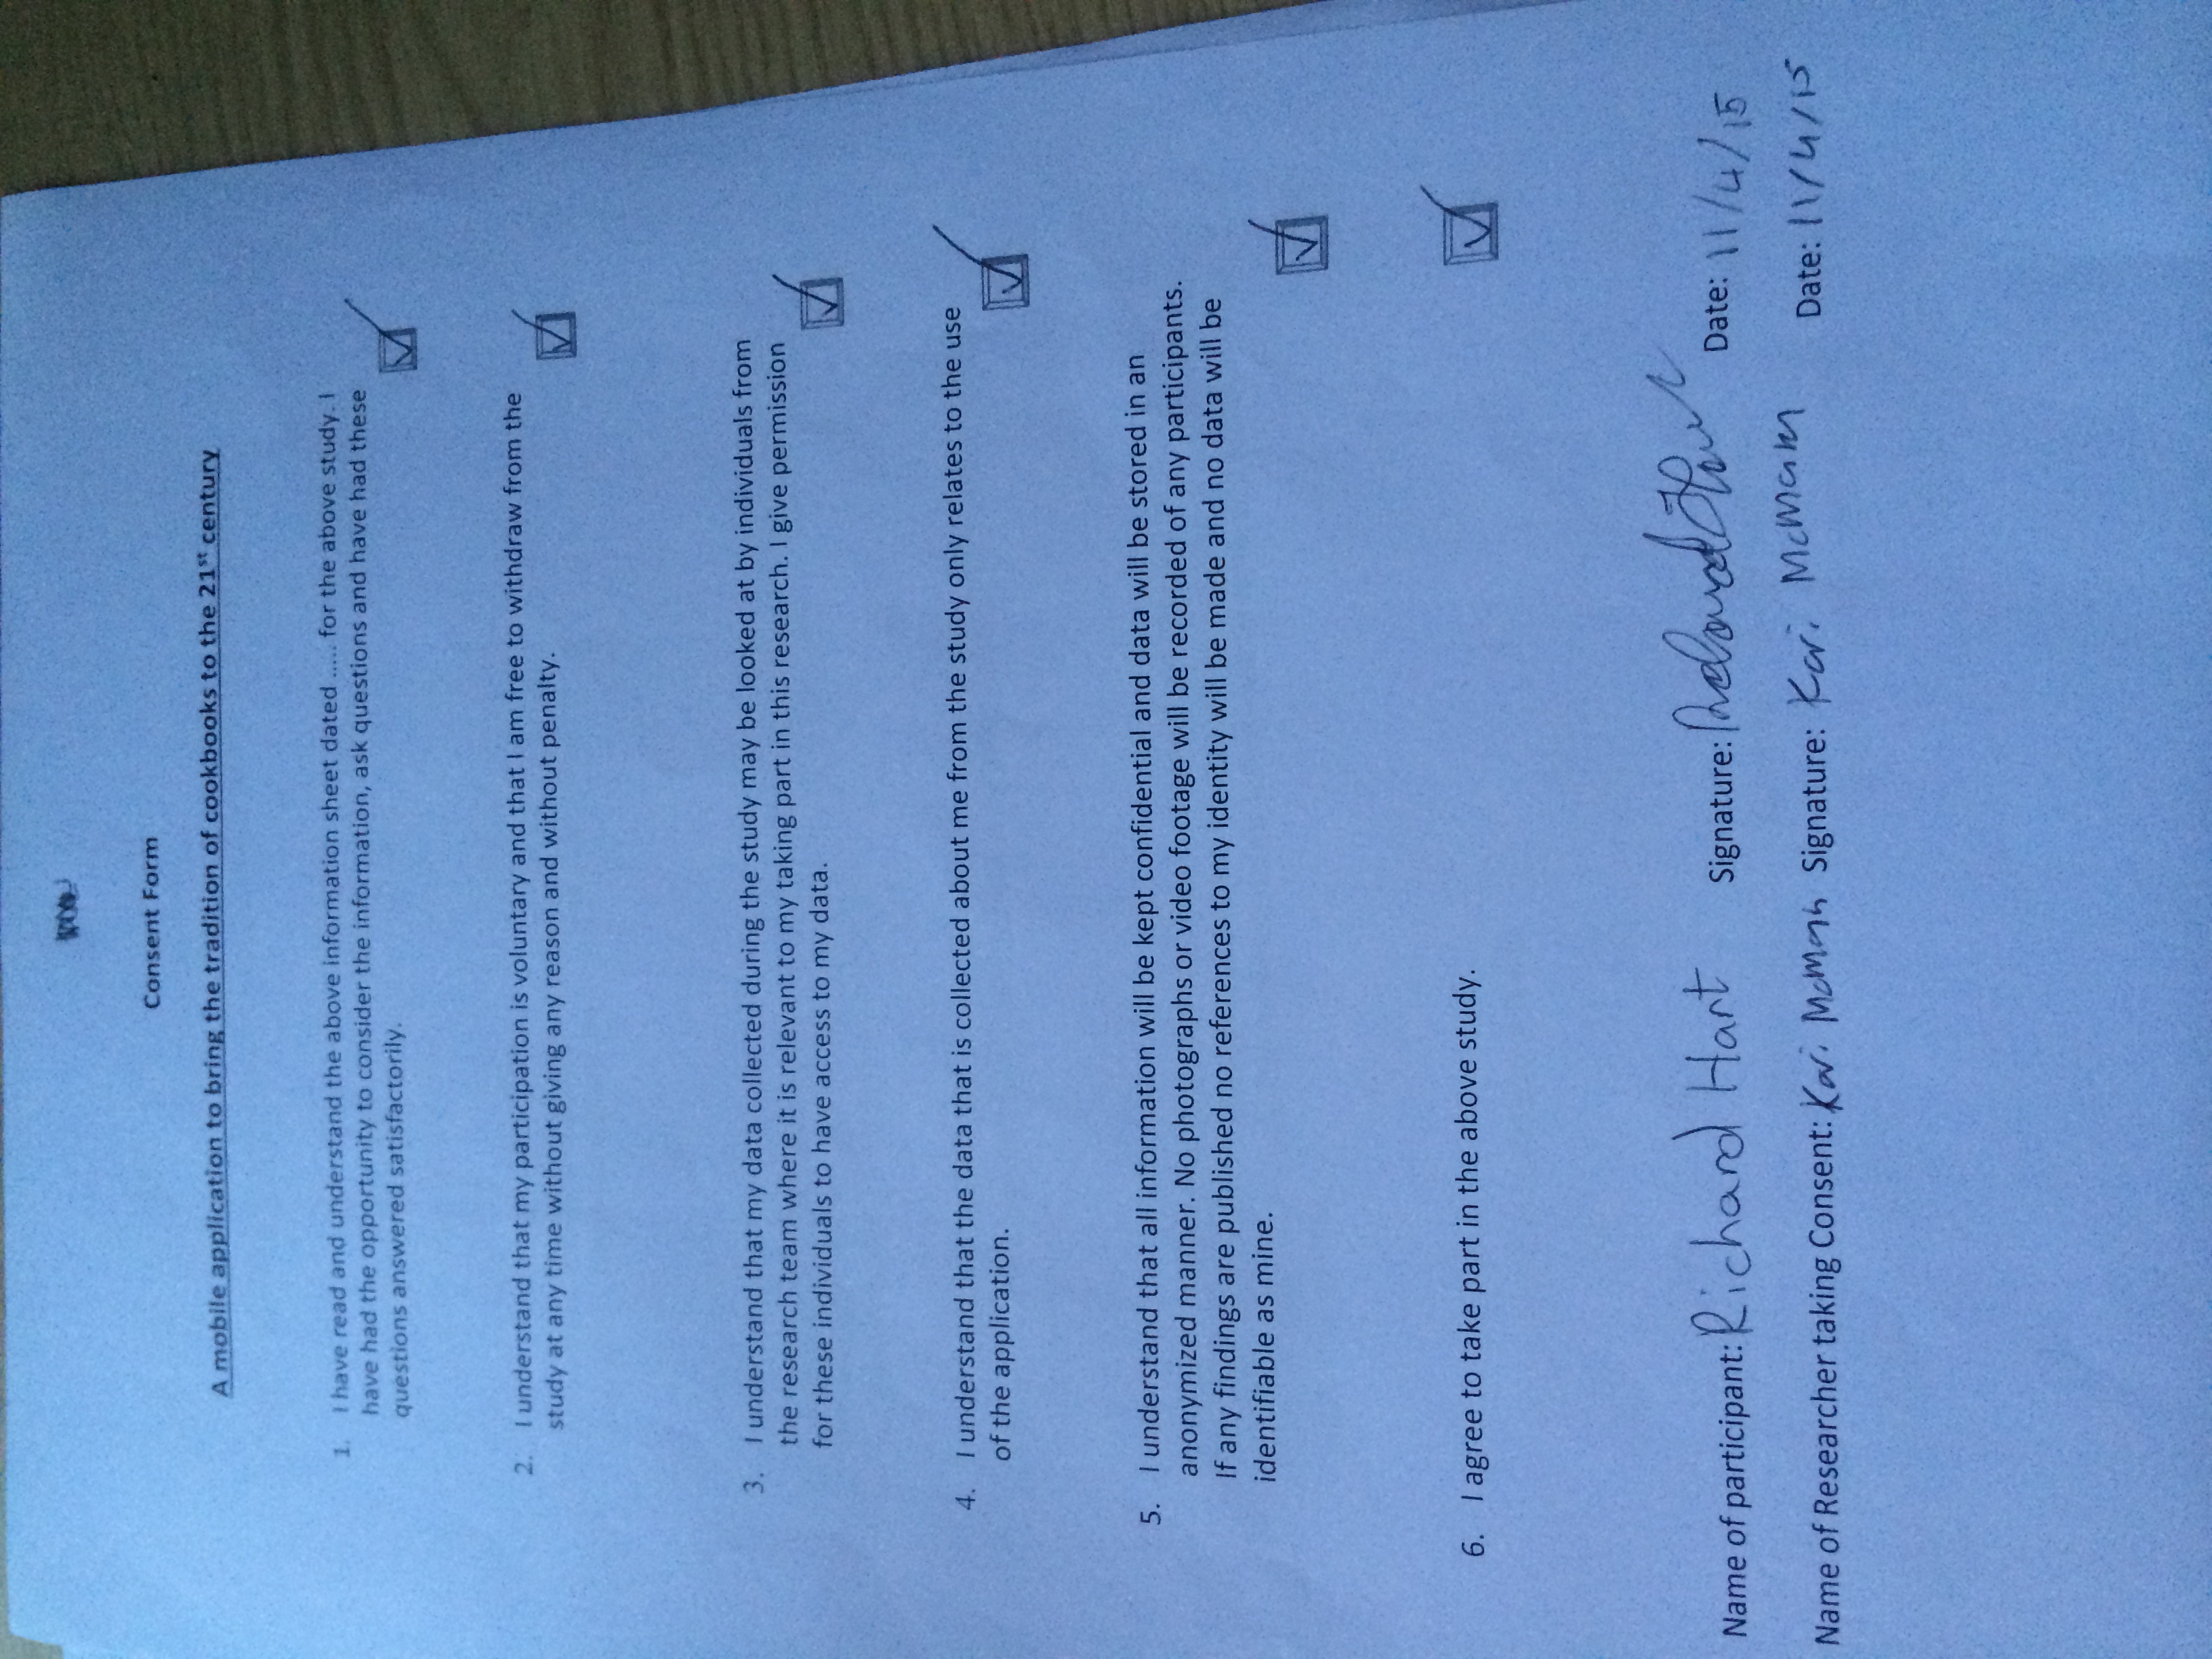 Consent Form
A mobile application to bring the tradition of cookbooks to the 21st century
1. I have read and understand the above information sheet dated ..... for the above study. I
have had the opportunity to consider the information, ask questions and have had these
questions answered satisfactorily.
2. I understand that my participation is voluntary and that I am free to withdraw from the
study at any time without giving any reason and without penalty.
3. I understand that my data collected during the study may be looked at by individuals from
the research team where it is relevant to my taking part in this research. I give permission
for these individuals to have access to my data.
4. I understand that the data that is collected about me from the study only relates to the use
of the application.
5. I understand that all information will be kept confidential and data will be stored in an
anonymized manner. No photographs or video footage will be recorded of any participants.
If any findings are published no references to my identity will be made and no data will be
identifiable as mine.
6. I agree to take part in the above study.
Name of participant: Richard Hart Signature: Richard Hart Date: 11/4/15
Name of Researcher taking Consent: Kari McMahon Signature: Kari McMahon Date: 11/4/15